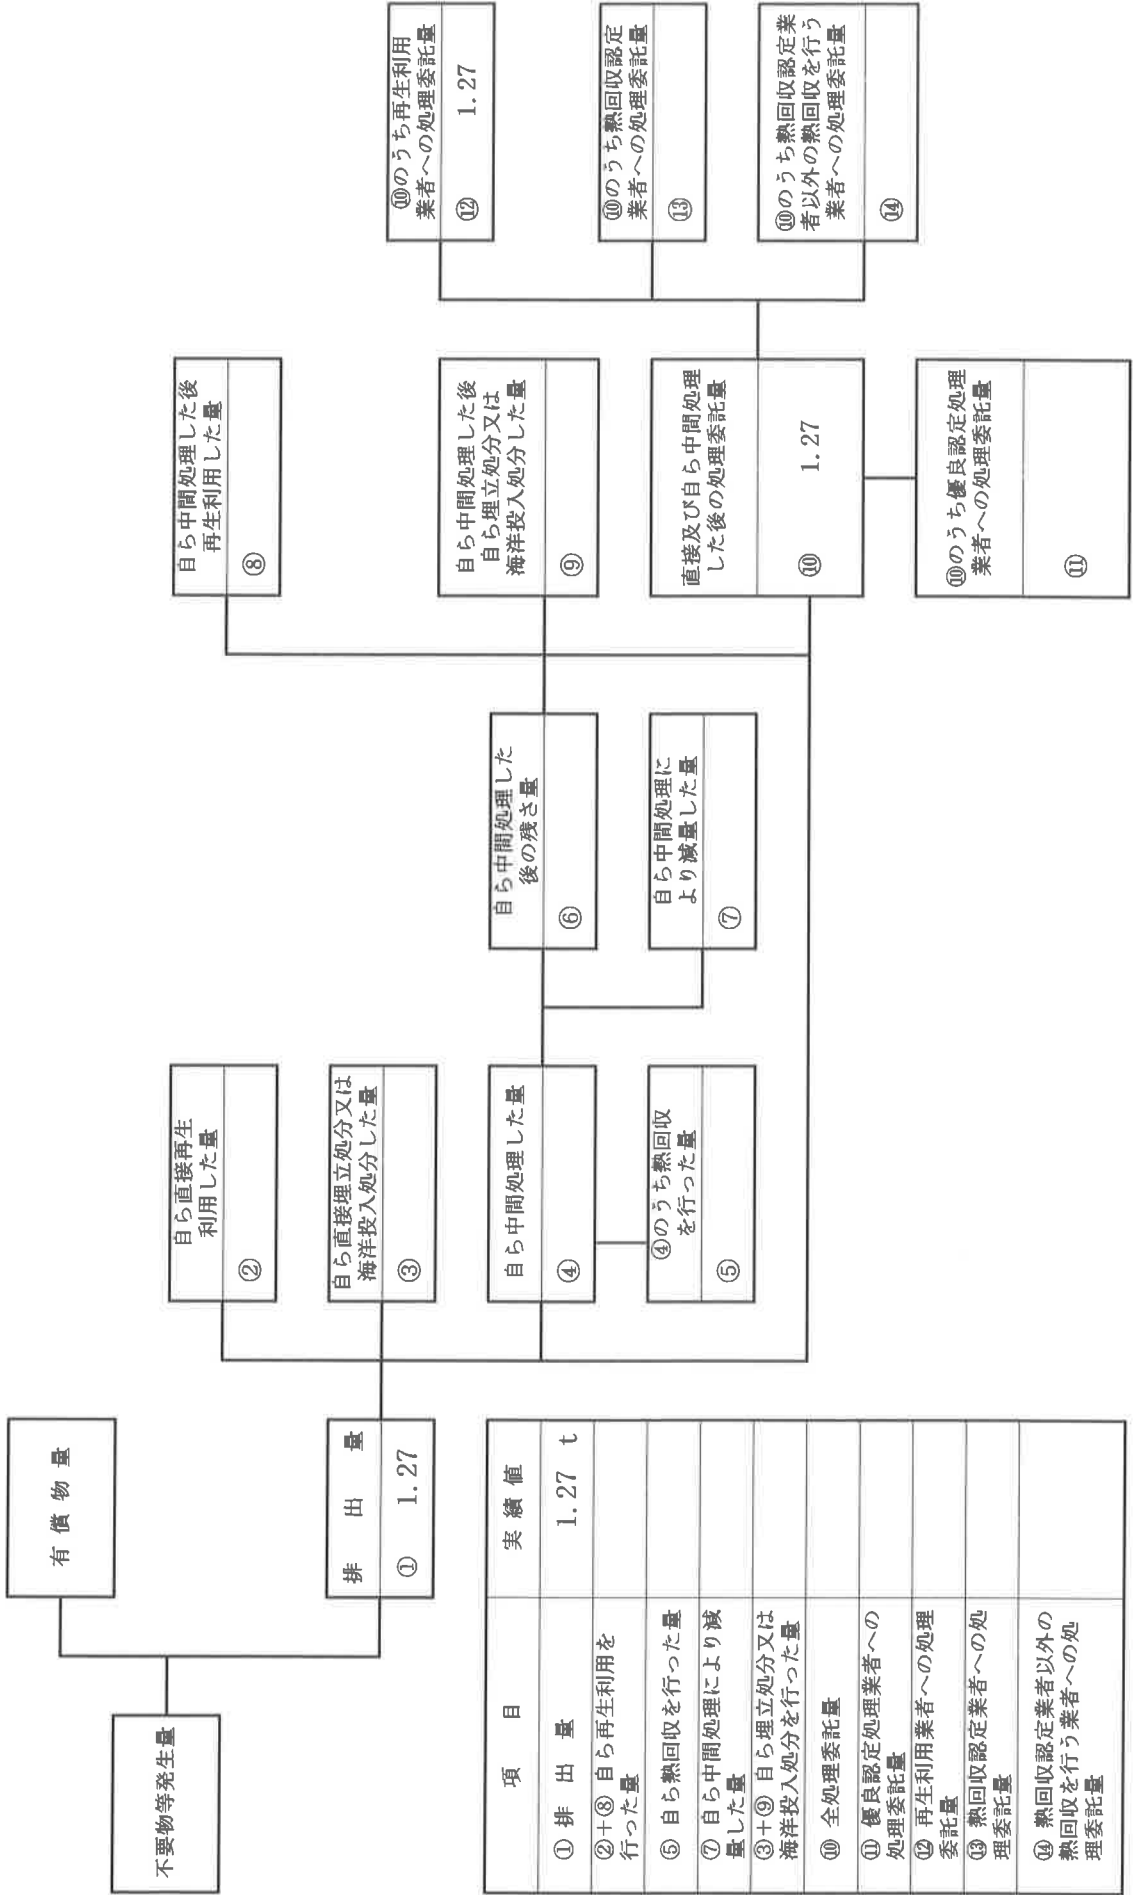 不要物等発生量
有償物量
排出量
① 1.27
自ら直接再生
利用した量
②
自ら直接埋立処分又は
海洋投入処分した量
③
自ら中間処理した量
④
④のうち熱回収
を行った量
⑤
自ら中間処理した
後の残さ量
⑥
自ら中間処理に
より減量した量
⑦
自ら中間処理した後
再生利用した量
⑧
自ら中間処理した後
自ら埋立処分又は
海洋投入処分した量
⑨
直接及び自ら中間処理
した後の処理委託量
⑩ 1.27
⑩のうち優良認定処理
業者への処理委託量
⑪
⑩のうち再生利用
業者への処理委託量
⑫ 1.27
⑩のうち熱回収認定
業者への処理委託量
⑬
⑩のうち熱回収認定業
者以外の熱回収を行う
業者への処理委託量
⑭
項目 実績値
① 排出量 1.27 t
②+⑧ 自ら再生利用を
行った量
⑤ 自ら熱回収を行った量
⑦ 自ら中間処理により減
量した量
③+⑨ 自ら埋立処分又は
海洋投入処分を行った量
⑩ 全処理委託量
⑪ 優良認定処理業者への
処理委託量
⑫ 再生利用業者への処理
委託量
⑬ 熱回収認定業者への処
理委託量
⑭ 熱回収認定業者以外の
熱回収を行う業者への処
理委託量